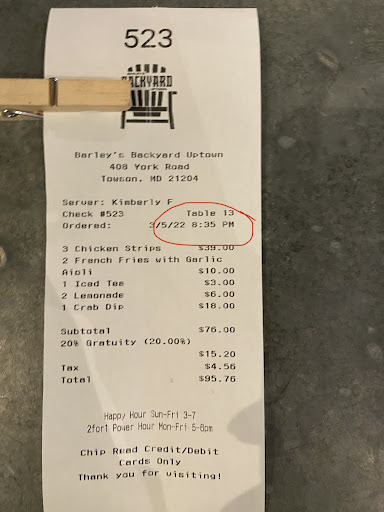 523
BACKYARD
Barley's Backyard Uptown
408 York Road
Towson, MD 21204
Server: Kimberly F
Check #523 Table 13
Ordered: 3/5/22 8:35 PM
3 Chicken Strips $39.00
2 French Fries with Garlic
Aioli $10.00
1 Iced Tea $3.00
2 Lemonade $6.00
1 Crab Dip $18.00
Subtotal $76.00
20% Gratuity (20.00%)
$15.20
Tax $4.56
Total $95.76
Happy Hour Sun-Fri 3-7
2for1 Power Hour Mon-Fri 5-6pm
Chip Read Credit/Debit
Cards Only
Thank you for visiting!